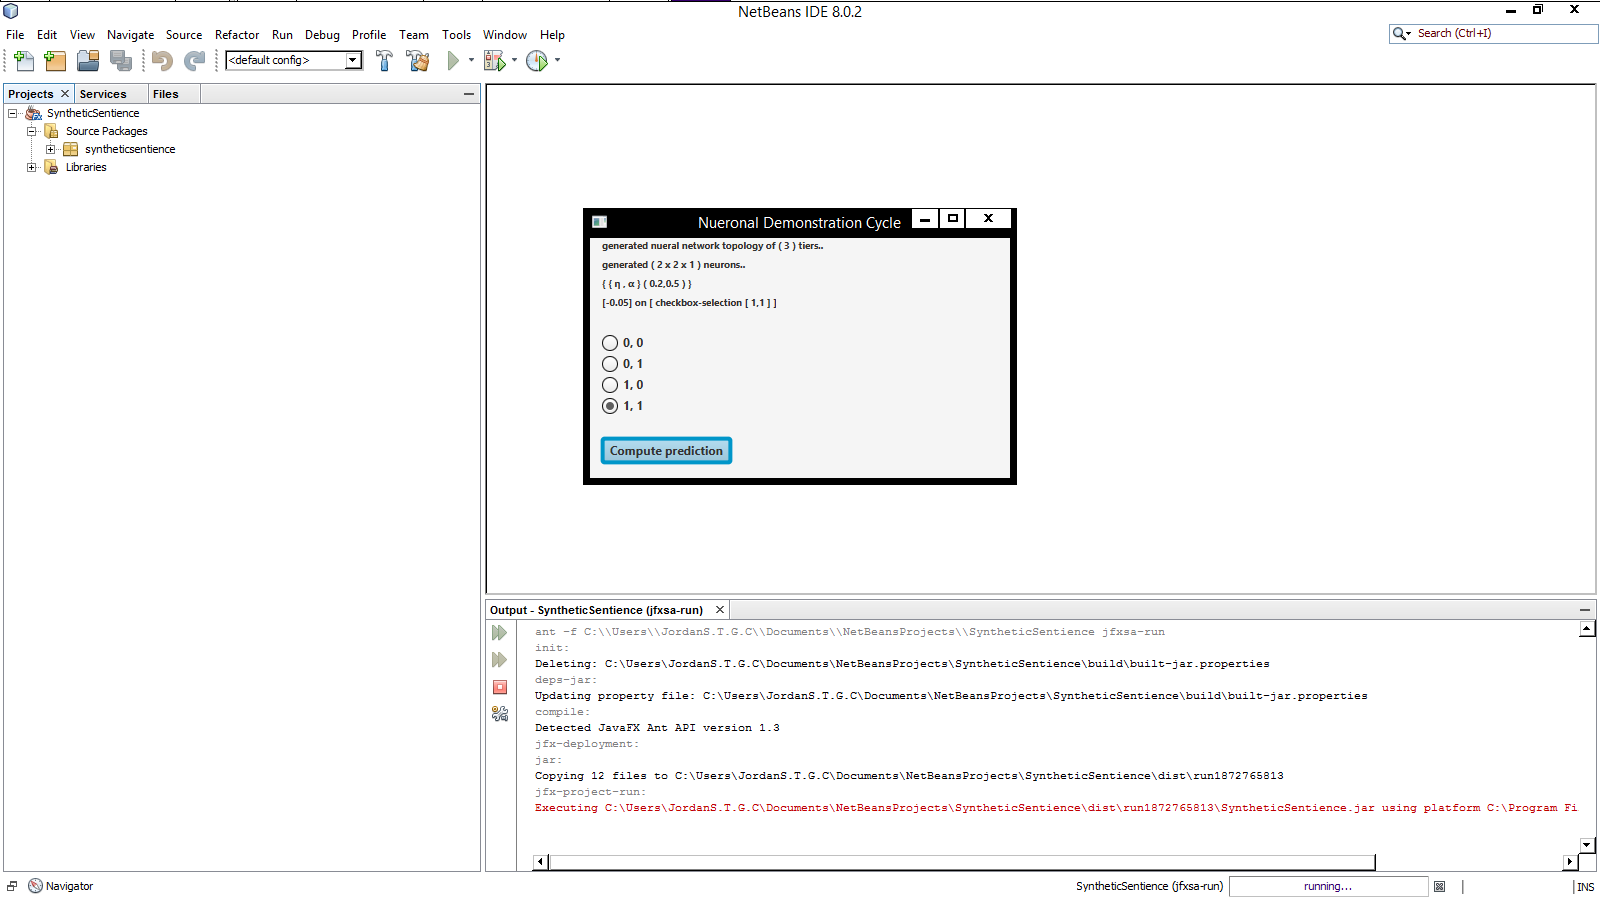 NetBeans IDE 8.0.2
File Edit View Navigate Source Refactor Run Debug Profile Team Tools Window Help
Search (Ctrl+I)
<default config>
Projects Services Files
SyntheticSentience
Source Packages
syntheticsentience
Libraries
Nueronal Demonstration Cycle
generated nueral network topology of ( 3 ) tiers..
generated ( 2 x 2 x 1 ) neurons..
{ { η , α } ( 0.2,0.5 ) }
[-0.05] on [ checkbox-selection [ 1,1 ] ]
0, 0
0, 1
1, 0
1, 1
Compute prediction
Output - SyntheticSentience (jfxsa-run)
ant -f C:\\Users\\JordanS.T.G.C\\Documents\\NetBeansProjects\\SyntheticSentience jfxsa-run
init:
Deleting: C:\Users\JordanS.T.G.C\Documents\NetBeansProjects\SyntheticSentience\build\built-jar.properties
deps-jar:
Updating property file: C:\Users\JordanS.T.G.C\Documents\NetBeansProjects\SyntheticSentience\build\built-jar.properties
compile:
Detected JavaFX Ant API version 1.3
jfx-deployment:
jar:
Copying 12 files to C:\Users\JordanS.T.G.C\Documents\NetBeansProjects\SyntheticSentience\dist\run1872765813
jfx-project-run:
Executing C:\Users\JordanS.T.G.C\Documents\NetBeansProjects\SyntheticSentience\dist\run1872765813\SyntheticSentience.jar using platform C:\Program Fi
Navigator
SyntheticSentience (jfxsa-run)
running...
INS